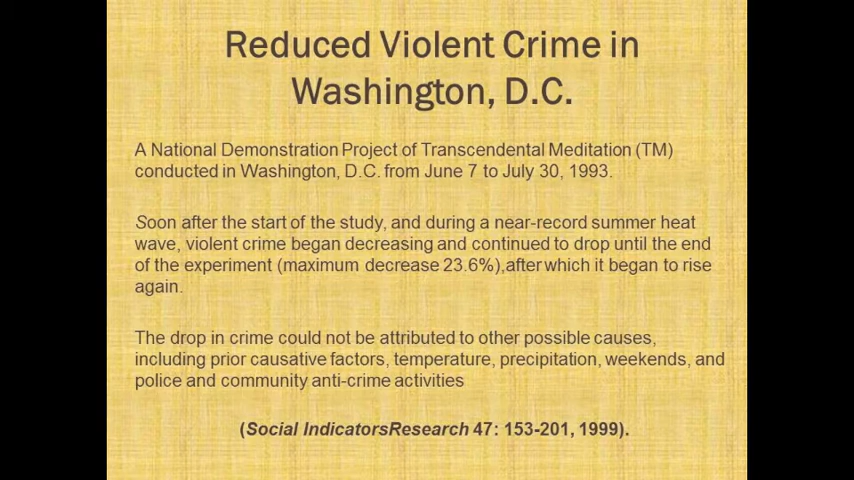 Reduced Violent Crime in
Washington, D.C.
A National Demonstration Project of Transcendental Meditation (TM)
conducted in Washington, D.C. from June 7 to July 30, 1993.
Soon after the start of the study, and during a near-record summer heat
wave, violent crime began decreasing and continued to drop until the end
of the experiment (maximum decrease 23.6%),after which it began to rise
again.
The drop in crime could not be attributed to other possible causes,
including prior causative factors, temperature, precipitation, weekends, and
police and community anti-crime activities
(Social IndicatorsResearch 47: 153-201, 1999).